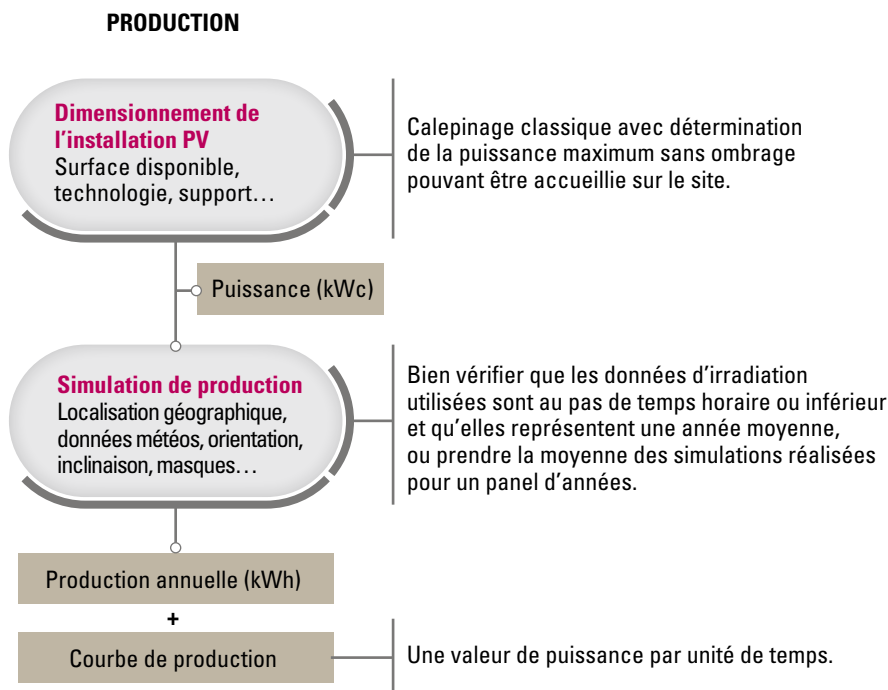 PRODUCTION
Dimensionnement de
l'installation PV
Surface disponible,
technologie, support…
Calepinage classique avec détermination
de la puissance maximum sans ombrage
pouvant être accueillie sur le site.
Puissance (kWc)
Simulation de production
Localisation géographique,
données météos, orientation,
inclinaison, masques…
Bien vérifier que les données d'irradiation
utilisées sont au pas de temps horaire ou inférieur
et qu'elles représentent une année moyenne,
ou prendre la moyenne des simulations réalisées
pour un panel d'années.
Production annuelle (kWh)
+
Courbe de production
Une valeur de puissance par unité de temps.